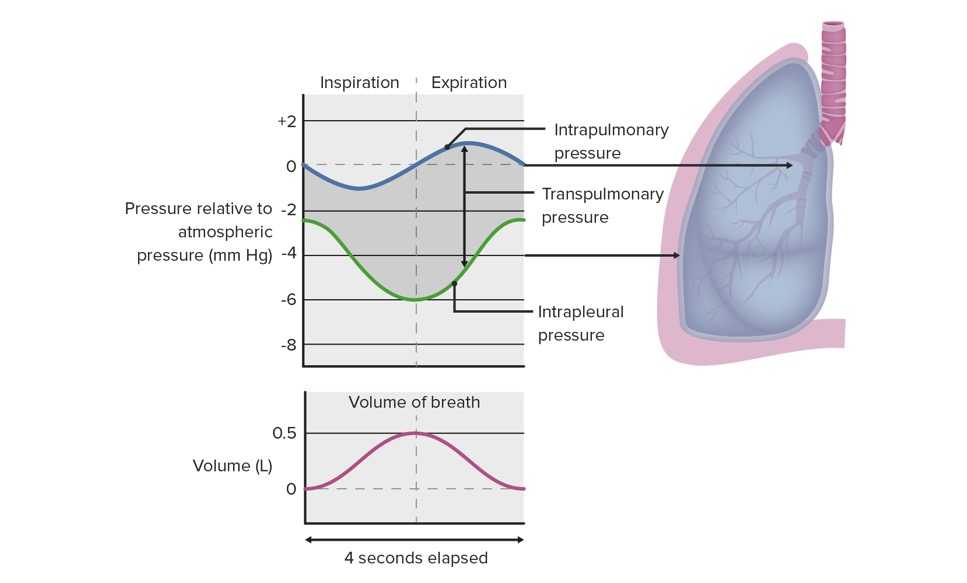 Inspiration
Expiration
+2
0
-2
-4
-6
-8
Pressure relative to
atmospheric
pressure (mm Hg)
Intrapulmonary
pressure
Transpulmonary
pressure
Intrapleural
pressure
Volume of breath
0.5
0
Volume (L)
4 seconds elapsed